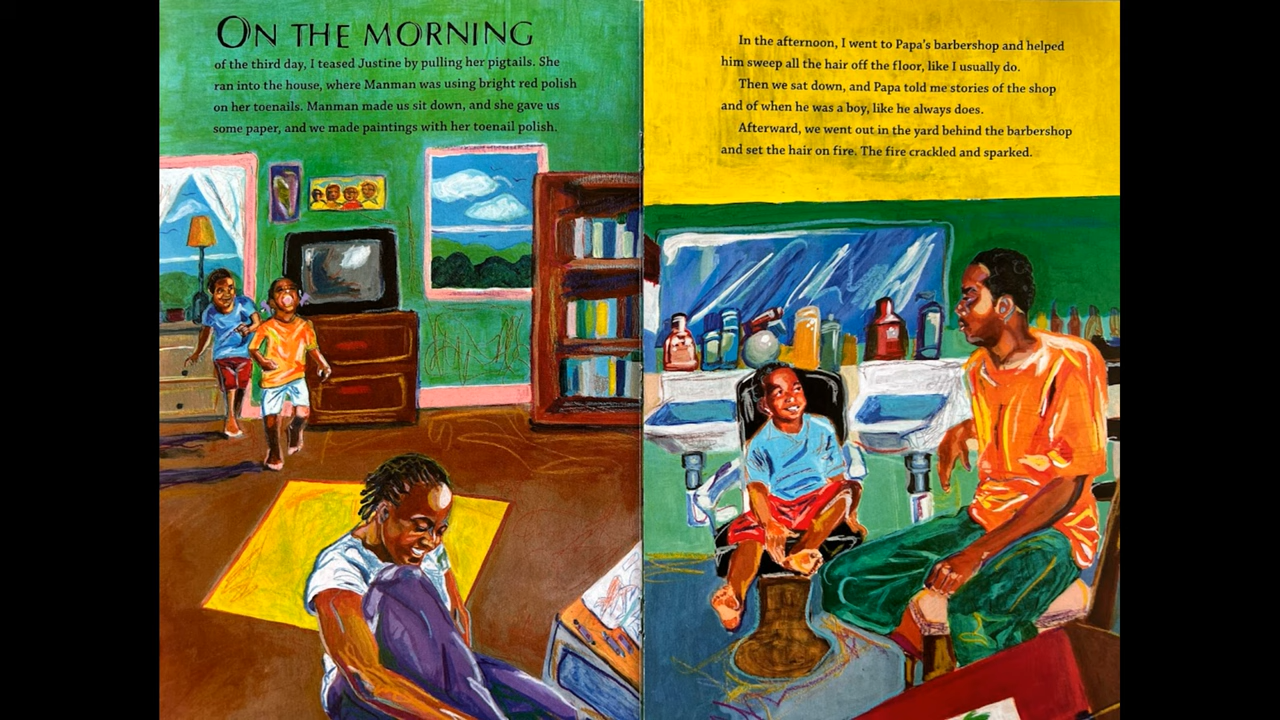 ON THE MORNING
of the third day, I teased Justine by pulling her pigtails. She
ran into the house, where Manman was using bright red polish
on her toenails. Manman made us sit down, and she gave us
some paper, and we made paintings with her toenail polish.
In the afternoon, I went to Papa's barbershop and helped
him sweep all the hair off the floor, like I usually do.
Then we sat down, and Papa told me stories of the shop
and of when he was a boy, like he always does.
Afterward, we went out in the yard behind the barbershop
and set the hair on fire. The fire crackled and sparked.